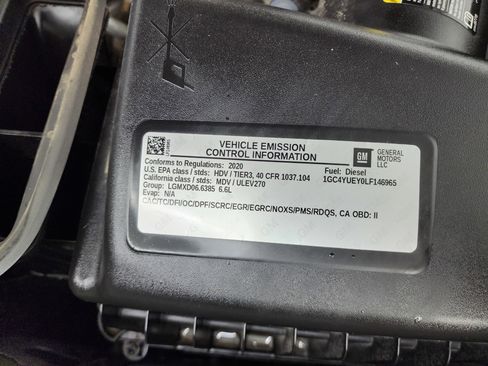 VEHICLE EMISSION
CONTROL INFORMATION
GM
GENERAL
MOTORS
LLC
Conforms to Regulations: 2020
Fuel: Diesel
U.S. EPA class / stds: HDV / TIER3, 40 CFR 1037.104
1GC4YUEY0LF146965
California class / stds: MDV / ULEV270
Group: LGMXD06.6385 6.6L
Evap: N/A
CAC/TC/DFI/OC/DPF/SCRC/EGR/EGRC/NOXS/PMS/RDQS, CA OBD: II